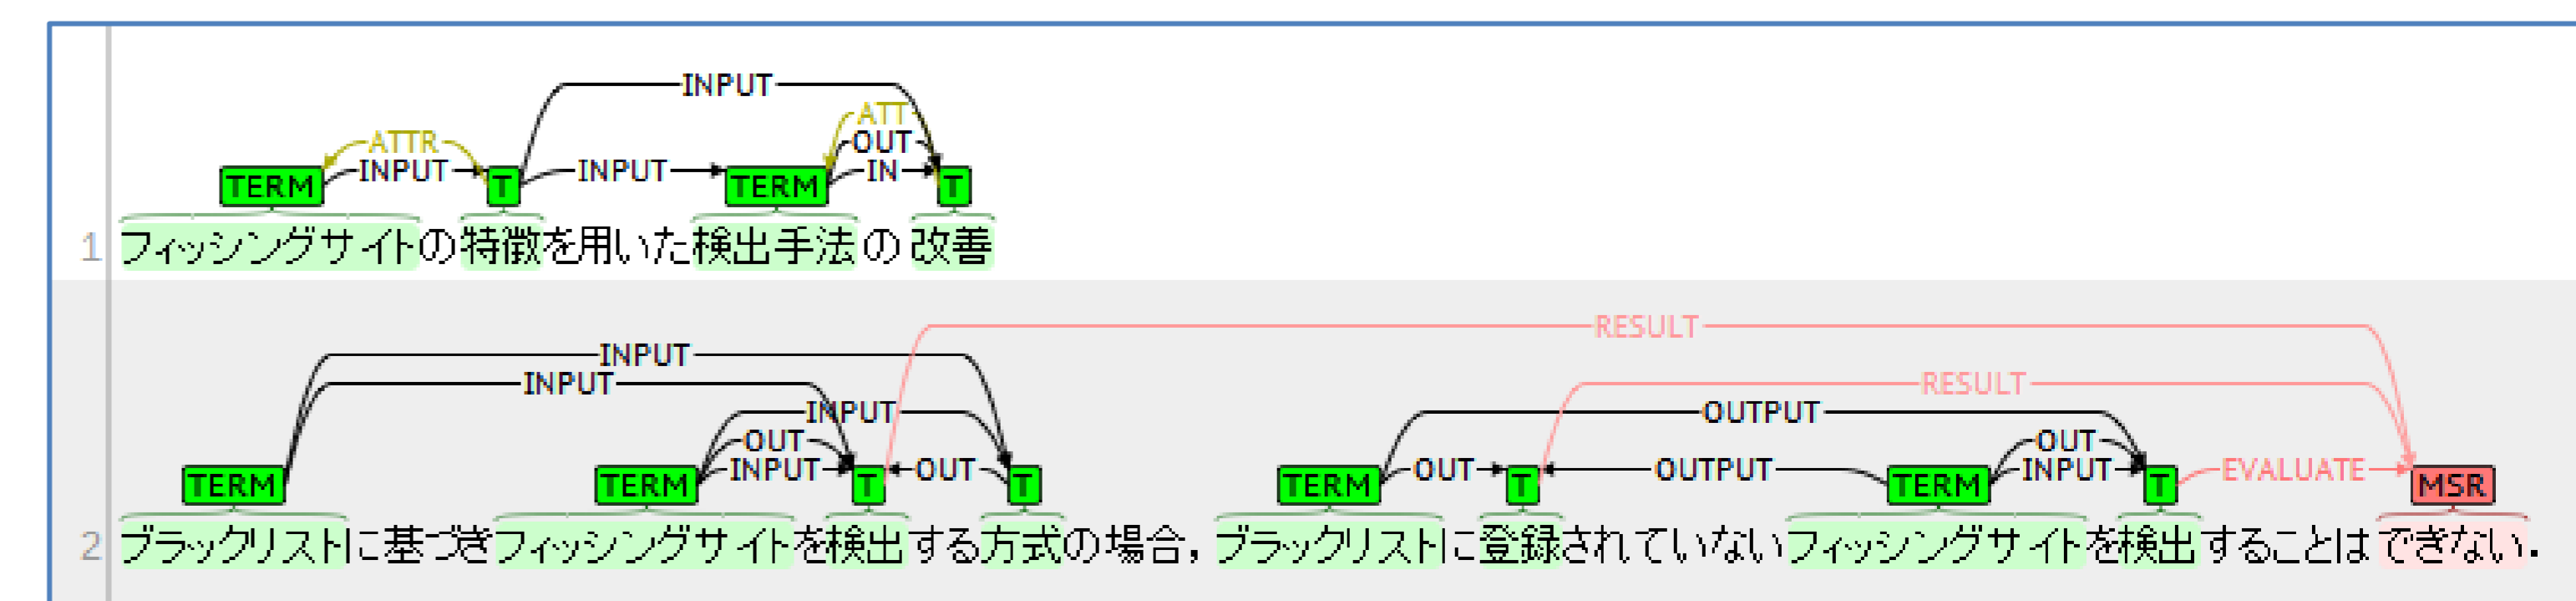 INPUT
ATT
ATTR OUT
INPUT INPUT IN
TERM T TERM T
1 フィッシングサイトの特徴を用いた検出手法の改善
RESULT
INPUT
INPUT RESULT
INPUT OUTPUT
OUT OUT
INPUT OUT OUT OUTPUT INPUT EVALUATE
TERM TERM T T TERM T TERM T MSR
2 ブラックリストに基づきフィッシングサイトを検出する方式の場合，ブラックリストに登録されていないフィッシングサイトを検出することはできない．